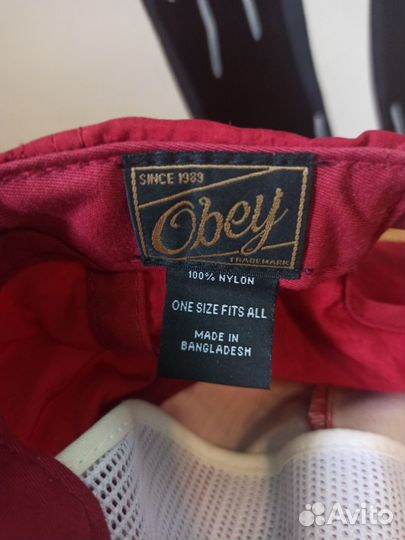 SINCE 1989
Obey
TRADEMARK
100% NYLON
ONE SIZE FITS ALL
MADE IN
BANGLADESH
Avito